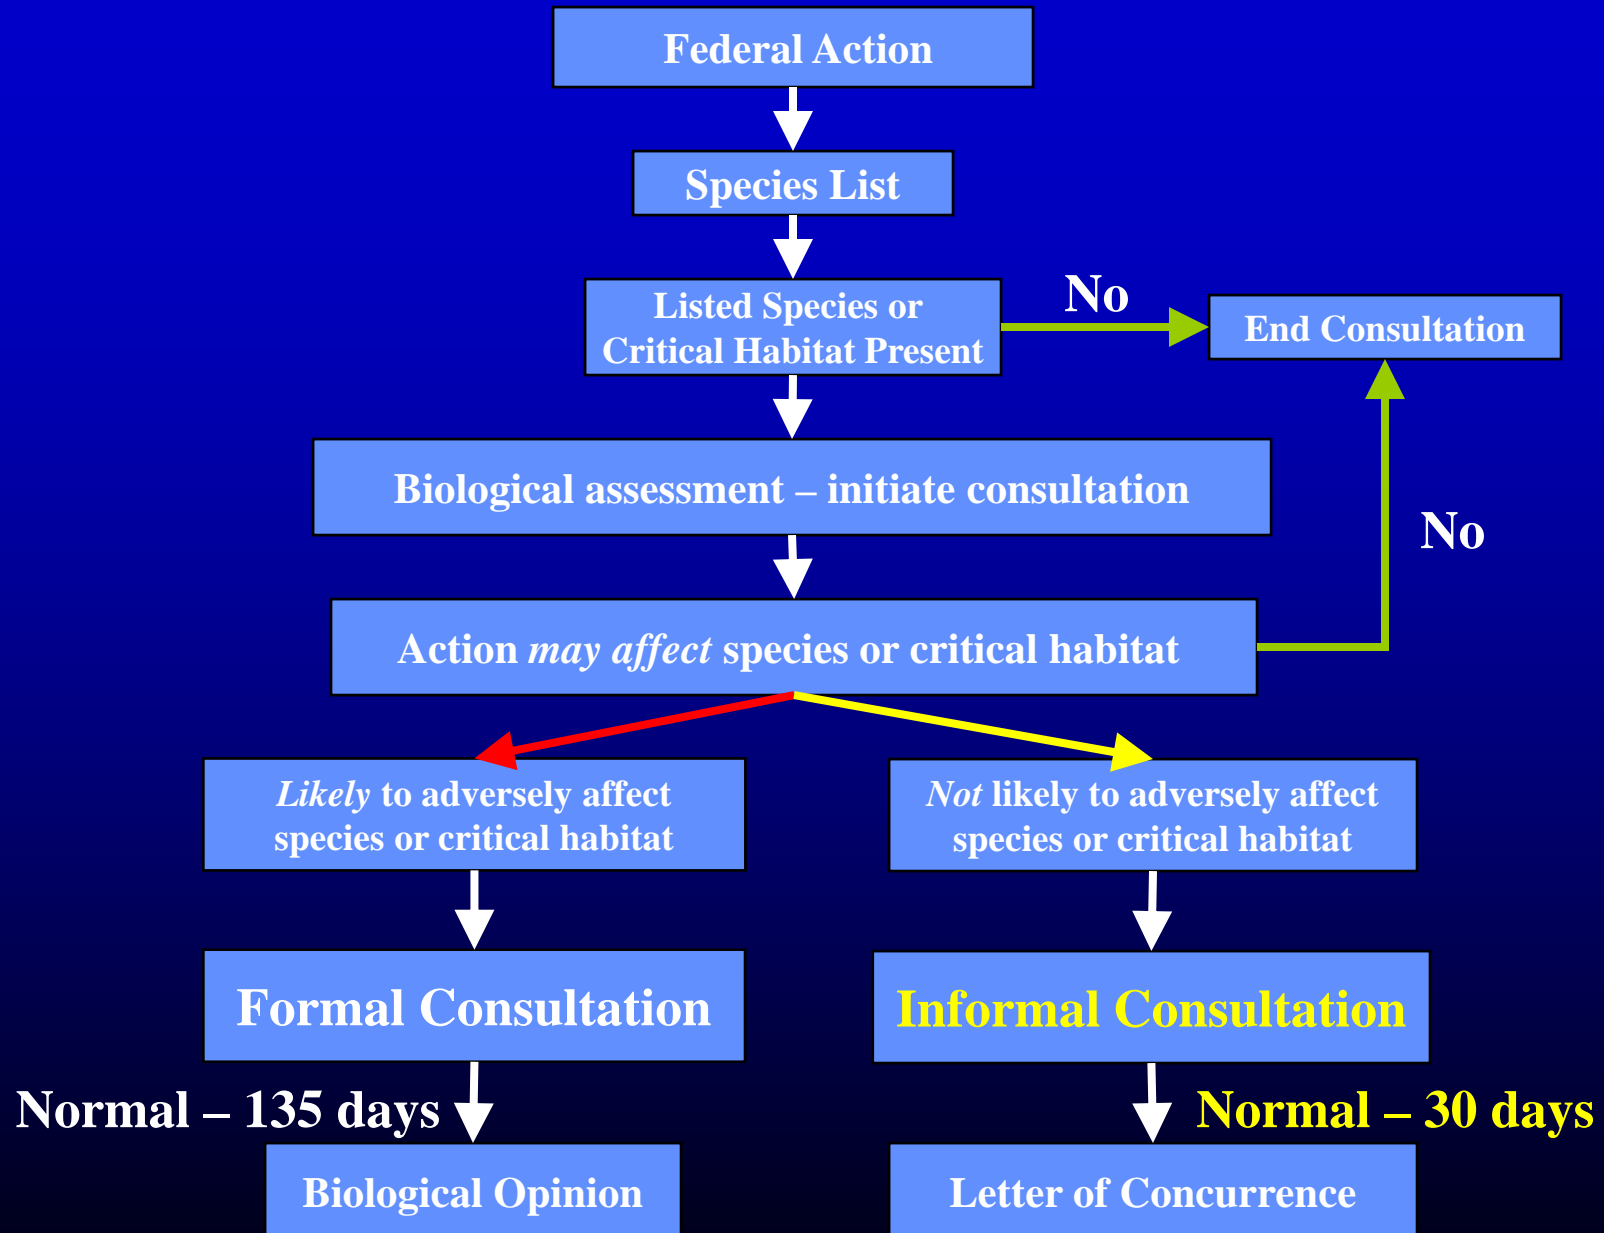 Federal Action
Species List
Listed Species or
Critical Habitat Present
No
End Consultation
Biological assessment – initiate consultation
No
Action may affect species or critical habitat
Likely to adversely affect
species or critical habitat
Not likely to adversely affect
species or critical habitat
Formal Consultation
Informal Consultation
Normal – 135 days
Normal – 30 days
Biological Opinion
Letter of Concurrence